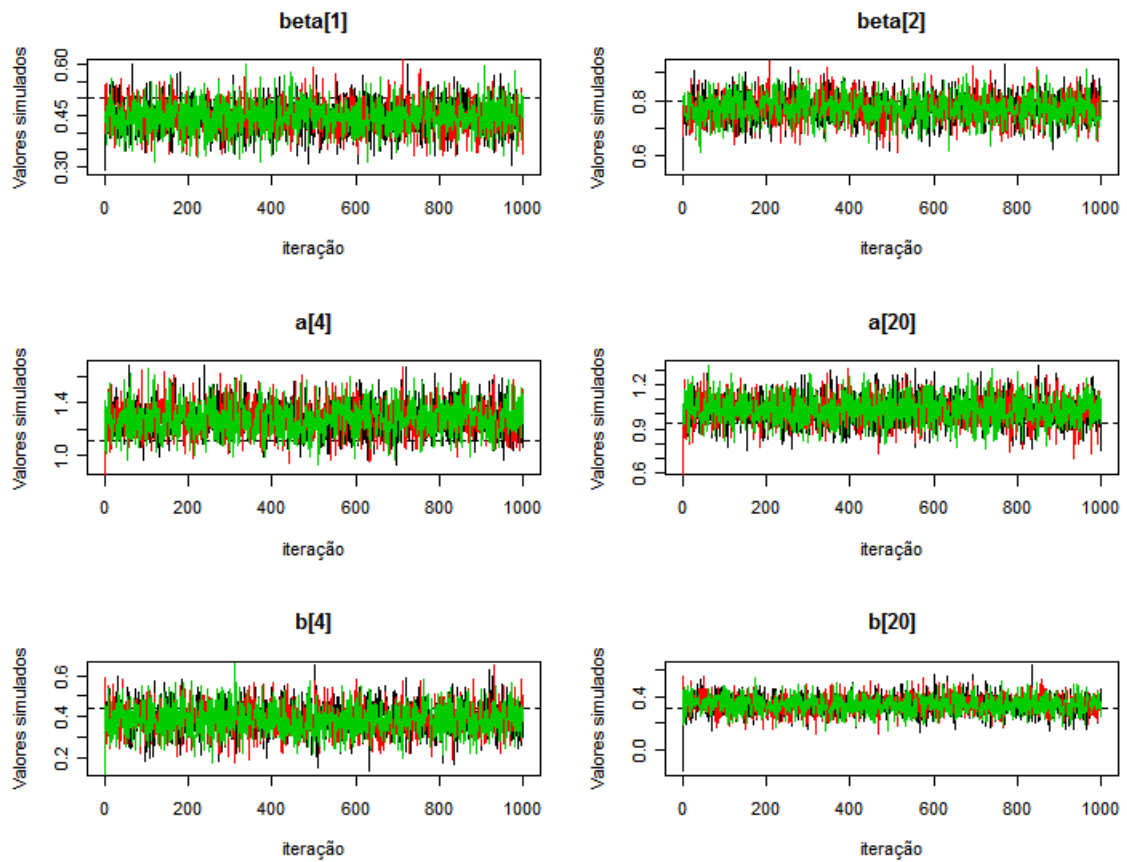 beta[1]
Valores simulados
0.30 0.45 0.60
0 200 400 600 800 1000
iteração
beta[2]
Valores simulados
0.6 0.8
0 200 400 600 800 1000
iteração
a[4]
Valores simulados
1.0 1.4
0 200 400 600 800 1000
iteração
a[20]
Valores simulados
0.6 0.9 1.2
0 200 400 600 800 1000
iteração
b[4]
Valores simulados
0.2 0.4 0.6
0 200 400 600 800 1000
iteração
b[20]
Valores simulados
0.0 0.4
0 200 400 600 800 1000
iteração